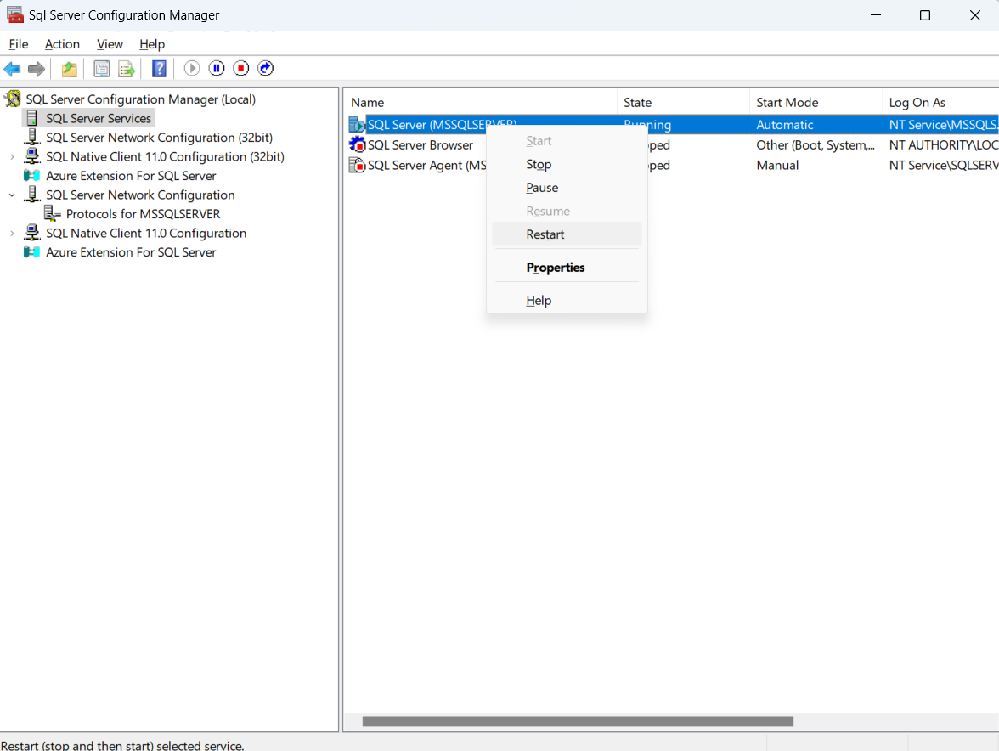 Sql Server Configuration Manager
File Action View Help
SQL Server Configuration Manager (Local)
SQL Server Services
SQL Server Network Configuration (32bit)
SQL Native Client 11.0 Configuration (32bit)
Azure Extension For SQL Server
SQL Server Network Configuration
Protocols for MSSQLSERVER
SQL Native Client 11.0 Configuration
Azure Extension For SQL Server
Name State Start Mode Log On As
SQL Server (MSSQLSERVER) Running Automatic NT Service\MSSQLS
SQL Server Browser pped Other (Boot, System,... NT AUTHORITY\LOC
SQL Server Agent (MS pped Manual NT Service\SQLSERV
Start
Stop
Pause
Resume
Restart
Properties
Help
Restart (stop and then start) selected service.